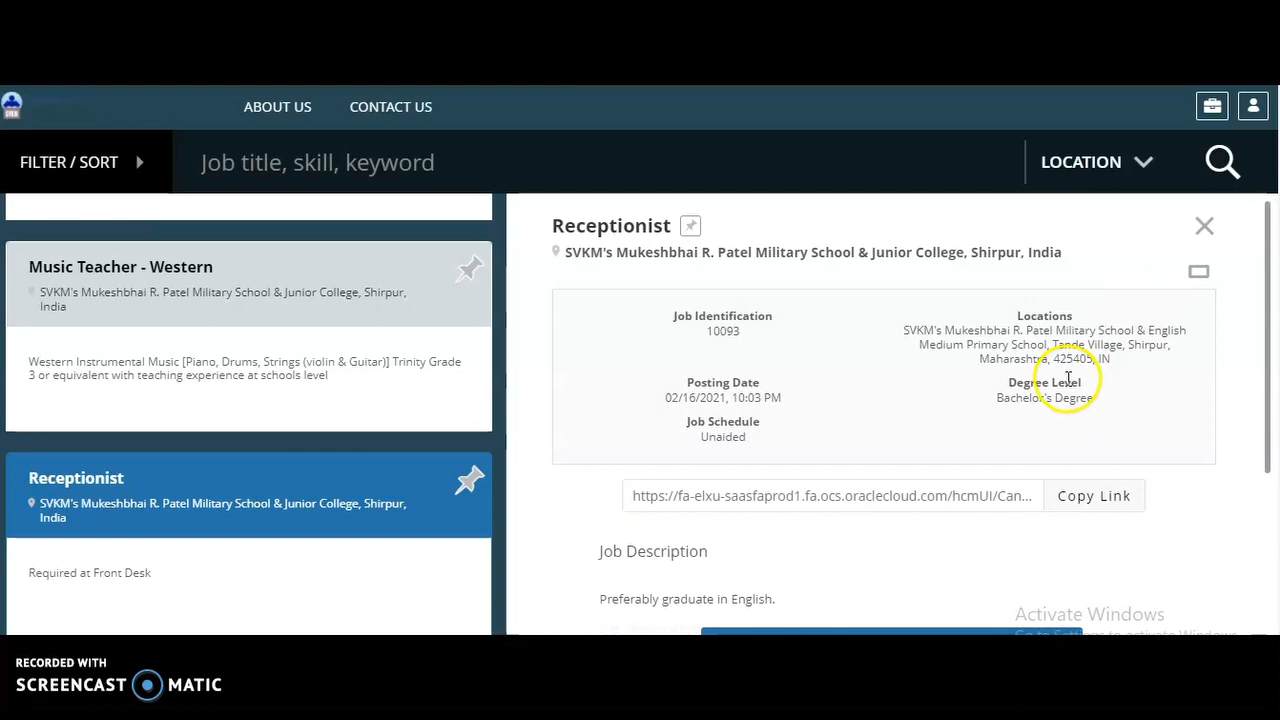 ABOUT US
CONTACT US
FILTER / SORT
Job title, skill, keyword
LOCATION
Music Teacher - Western
SVKM's Mukeshbhai R. Patel Military School & Junior College, Shirpur,
India
Western Instrumental Music [Piano, Drums, Strings (violin & Guitar)] Trinity Grade
3 or equivalent with teaching experience at schools level
Receptionist
SVKM's Mukeshbhai R. Patel Military School & Junior College, Shirpur,
India
Required at Front Desk
Receptionist
SVKM's Mukeshbhai R. Patel Military School & Junior College, Shirpur, India
Job Identification
10093
Locations
SVKM's Mukeshbhai R. Patel Military School & English
Medium Primary School, Tande Village, Shirpur,
Maharashtra, 425405, IN
Posting Date
02/16/2021, 10:03 PM
Degree Level
Bachelor's Degree
Job Schedule
Unaided
https://fa-elxu-saasfaprod1.fa.ocs.oraclecloud.com/hcmUI/Can...
Copy Link
Job Description
Preferably graduate in English.
Activate Windows
Go to Settings to activate Windows.
RECORDED WITH
SCREENCAST MATIC